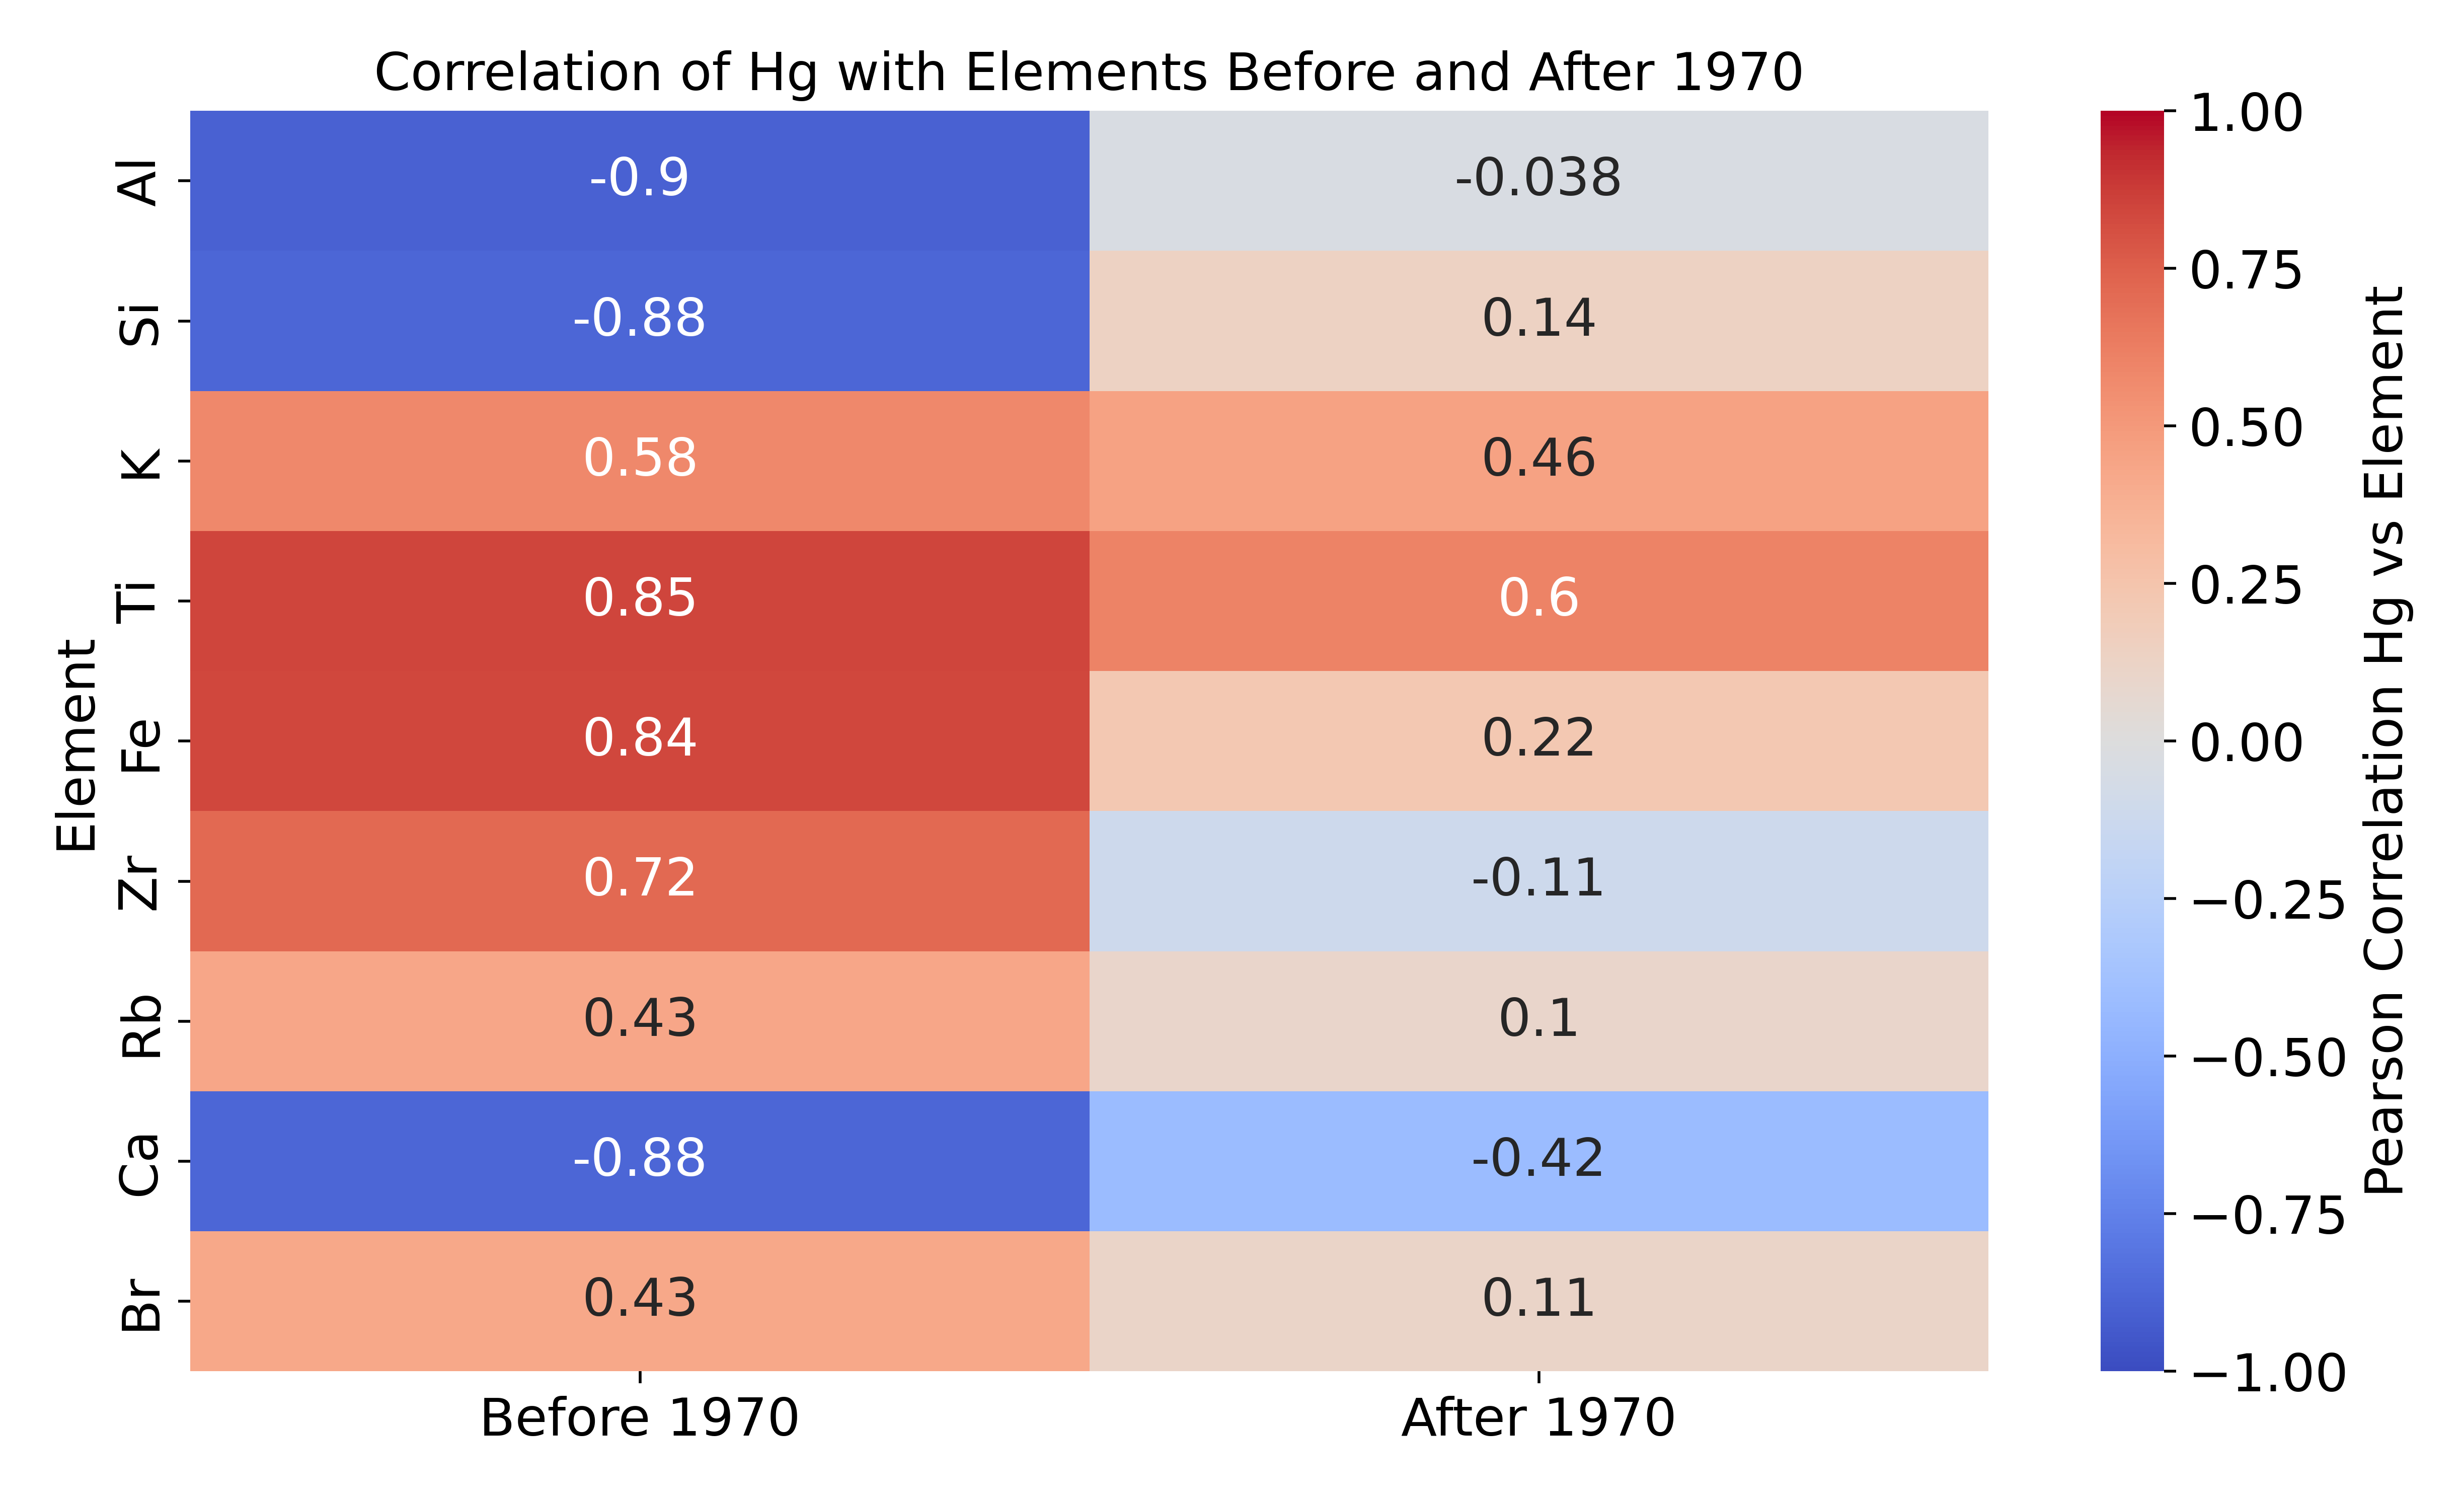 Correlation of Hg with Elements Before and After 1970
Element
Al -0.9 -0.038
Si -0.88 0.14
K 0.58 0.46
Ti 0.85 0.6
Fe 0.84 0.22
Zr 0.72 -0.11
Rb 0.43 0.1
Ca -0.88 -0.42
Br 0.43 0.11
Before 1970 After 1970
1.00
0.75
0.50
0.25
0.00
−0.25
−0.50
−0.75
−1.00
Pearson Correlation Hg vs Element